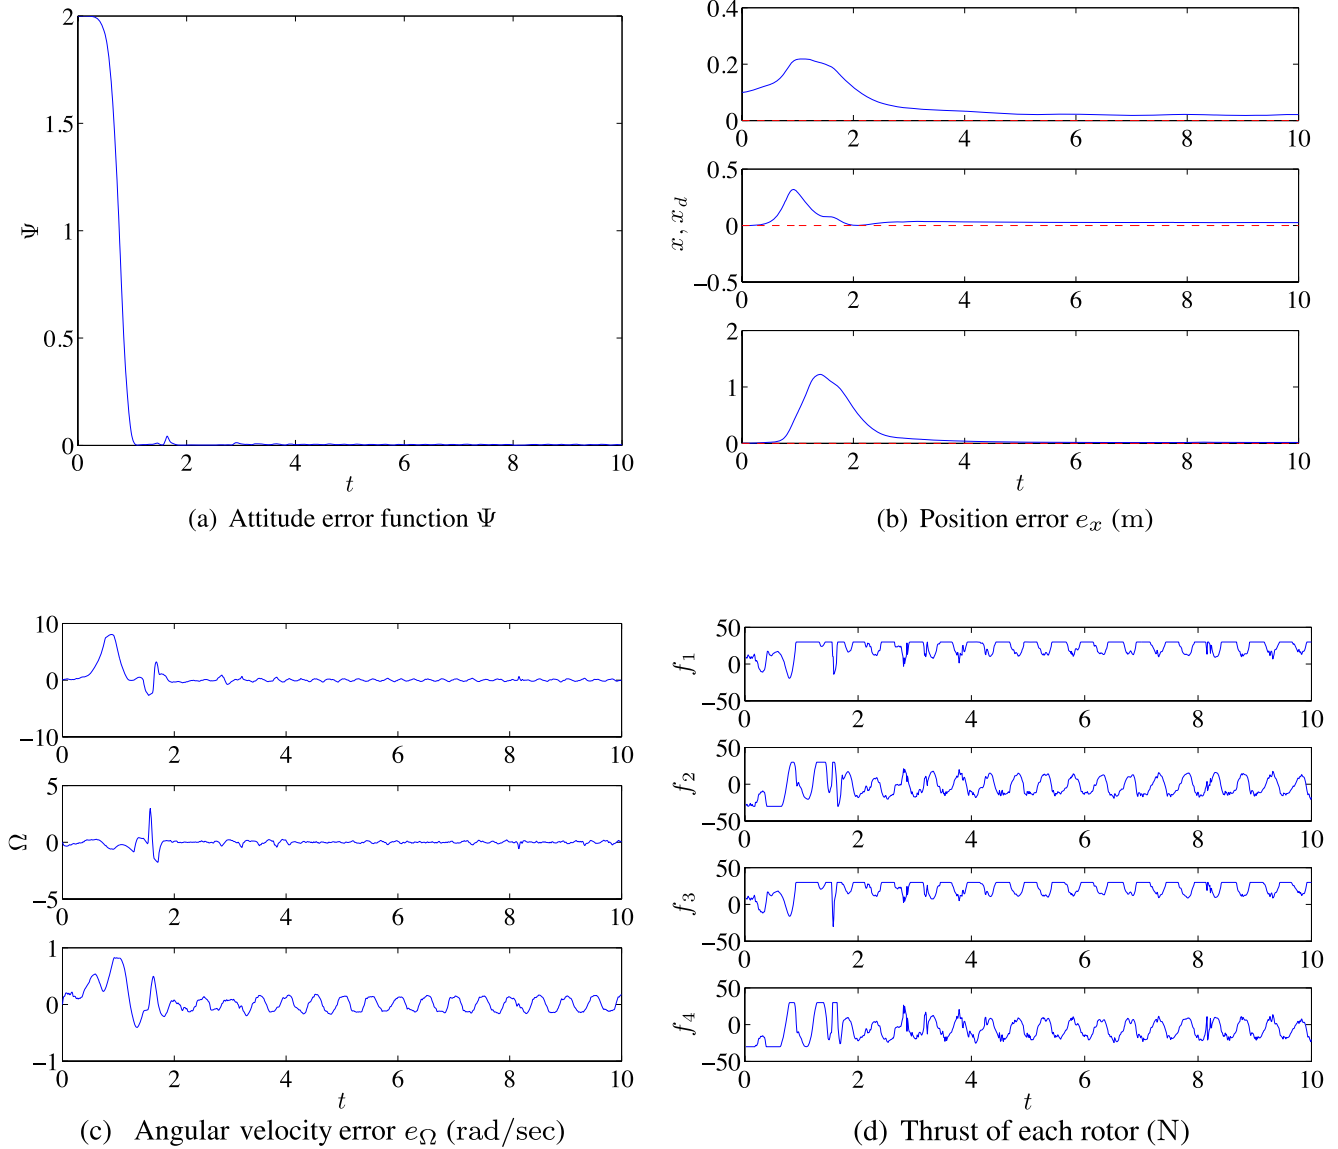 2
1.5
1
0.5
0
Ψ
0 2 4 6 8 10
t
(a) Attitude error function Ψ
0.4
0.2
0
0 2 4 6 8 10
0.5
0
−0.5
x, x_d
0 2 4 6 8 10
2
1
0
0 2 4 6 8 10
t
(b) Position error e_x (m)
10
0
−10
0 2 4 6 8 10
5
0
−5
Ω
0 2 4 6 8 10
1
0
−1
0 2 4 6 8 10
t
(c) Angular velocity error e_Ω (rad/sec)
50
0
−50
f_1
0 2 4 6 8 10
50
0
−50
f_2
0 2 4 6 8 10
50
0
−50
f_3
0 2 4 6 8 10
50
0
−50
f_4
0 2 4 6 8 10
(d) Thrust of each rotor (N)